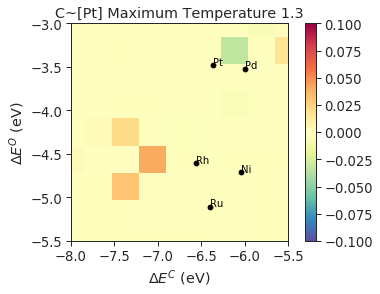 C~[Pt] Maximum Temperature 1.3
−3.0
−3.5
−4.0
−4.5
−5.0
−5.5
ΔE^O (eV)
Pt
Pd
Rh
Ni
Ru
−8.0 −7.5 −7.0 −6.5 −6.0 −5.5
ΔE^C (eV)
0.100
0.075
0.050
0.025
0.000
−0.025
−0.050
−0.075
−0.100